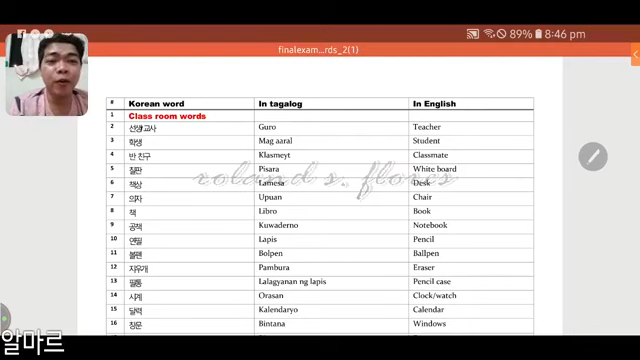 89% 8:46 pm
finalexam...rds_2(1)
# Korean word In tagalog In English
1 Class room words
2 선생/교사 Guro Teacher
3 학생 Mag aaral Student
4 반 친구 Klasmeyt Classmate
5 칠판 Pisara White board
6 책상 Lamesa Desk
7 의자 Upuan Chair
8 책 Libro Book
9 공책 Kuwaderno Notebook
10 연필 Lapis Pencil
11 볼팬 Bolpen Ballpen
12 지우개 Pambura Eraser
13 필통 Lalagyanan ng lapis Pencil case
14 시계 Orasan Clock/watch
15 달력 Kalendaryo Calendar
16 창문 Bintana Windows
roland s. flores
알마르